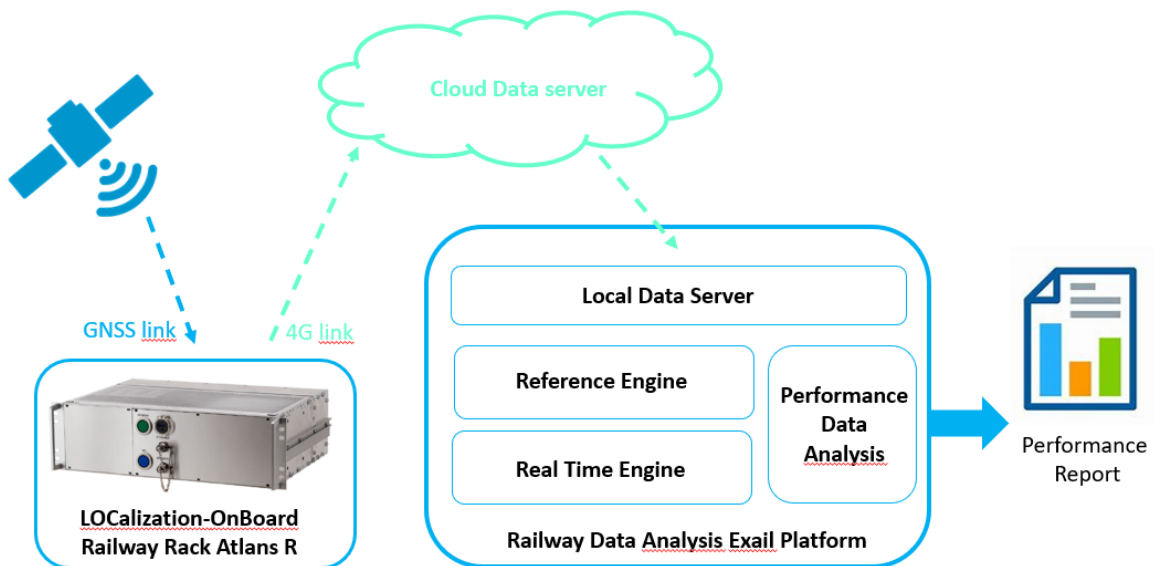 Cloud Data server
GNSS link
4G link
Local Data Server
Reference Engine
Real Time Engine
Performance
Data
Analysis
Railway Data Analysis Exail Platform
LOCalization-OnBoard
Railway Rack Atlans R
Performance
Report